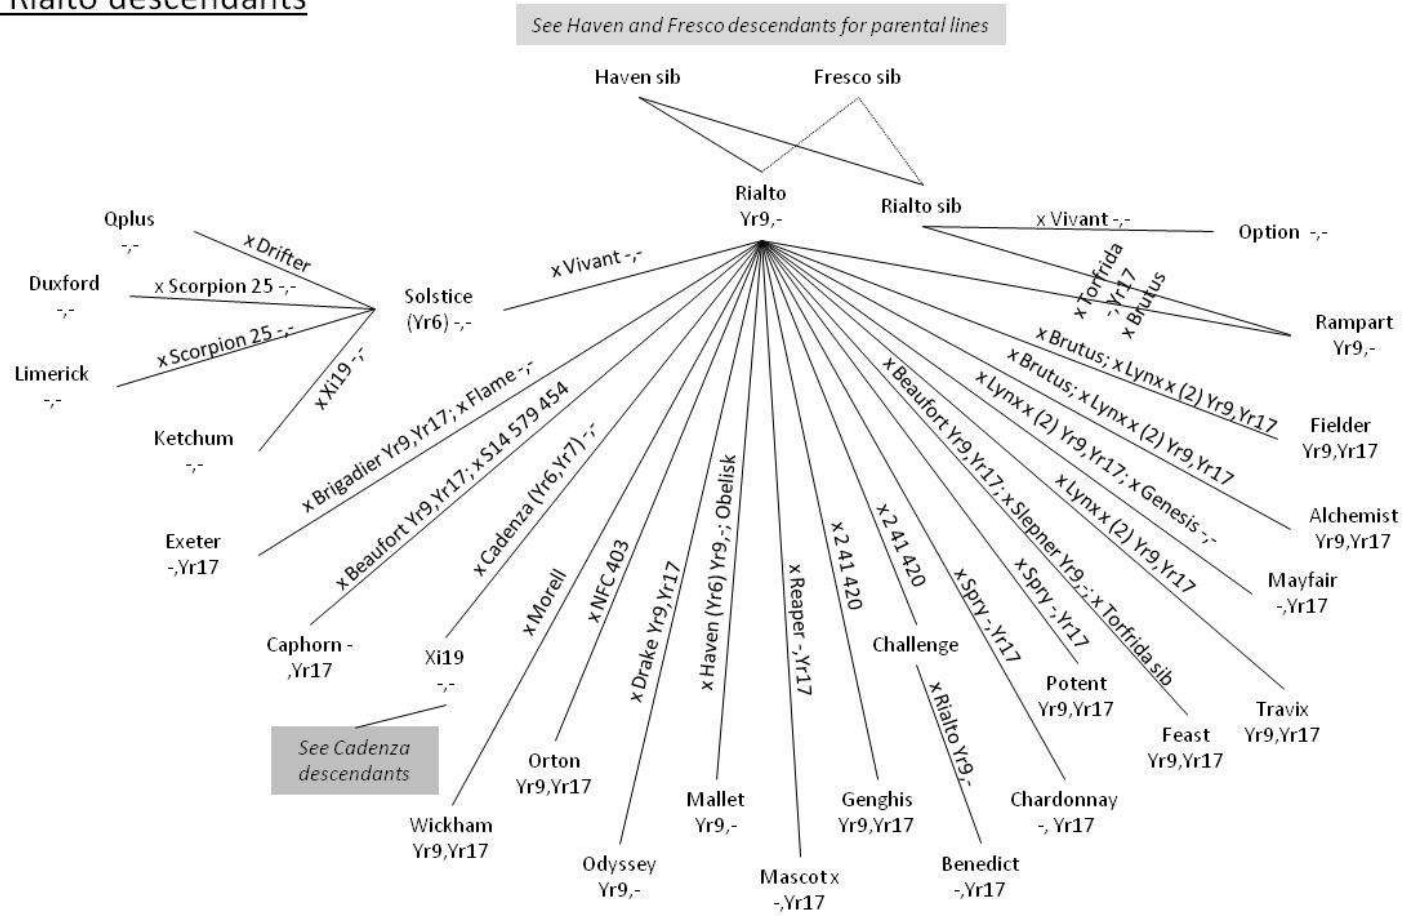 Rialto descendants
See Haven and Fresco descendants for parental lines
Haven sib
Fresco sib
Rialto
Yr9,-
Rialto sib
x Vivant -,-
Option -,-
x Torfrida
-,Yr17
x Brutus
Rampart
Yr9,-
Qplus
-,-
x Drifter
Duxford
-,-
x Scorpion 25 -,-
Solstice
(Yr6) -,-
x Vivant -,-
Limerick
-,-
x Scorpion 25 -,-
Ketchum
-,-
x Xi19 -,-
x Brigadier Yr9,Yr17; x Flame -,-
Exeter
-,Yr17
x Beaufort Yr9,Yr17; x S14 579 454
Caphorn -
,Yr17
x Cadenza (Yr6,Yr7) -,-
Xi19
-,-
See Cadenza
descendants
x Morell
Wickham
Yr9,Yr17
x NFC 403
Orton
Yr9,Yr17
x Drake Yr9,Yr17
Odyssey
Yr9,-
x Haven (Yr6) Yr9,-; Obelisk
Mallet
Yr9,-
x Reaper -,Yr17
Mascot x
-,Yr17
x 2 41 420
Genghis
Yr9,Yr17
x 2 41 420
Challenge
x Rialto Yr9,-
Benedict
-,Yr17
x Spry -,Yr17
Chardonnay
-, Yr17
x Spry -,Yr17
Potent
Yr9,Yr17
x Beaufort Yr9,Yr17; x Slepner Yr9,-; x Torfrida sib
Feast
Yr9,Yr17
x Lynx x (2) Yr9,Yr17
Travix
Yr9,Yr17
x Lynx x (2) Yr9,Yr17; x Genesis -,-
Mayfair
-,Yr17
x Brutus; x Lynx x (2) Yr9,Yr17
Alchemist
Yr9,Yr17
x Brutus; x Lynx x (2) Yr9,Yr17
Fielder
Yr9,Yr17